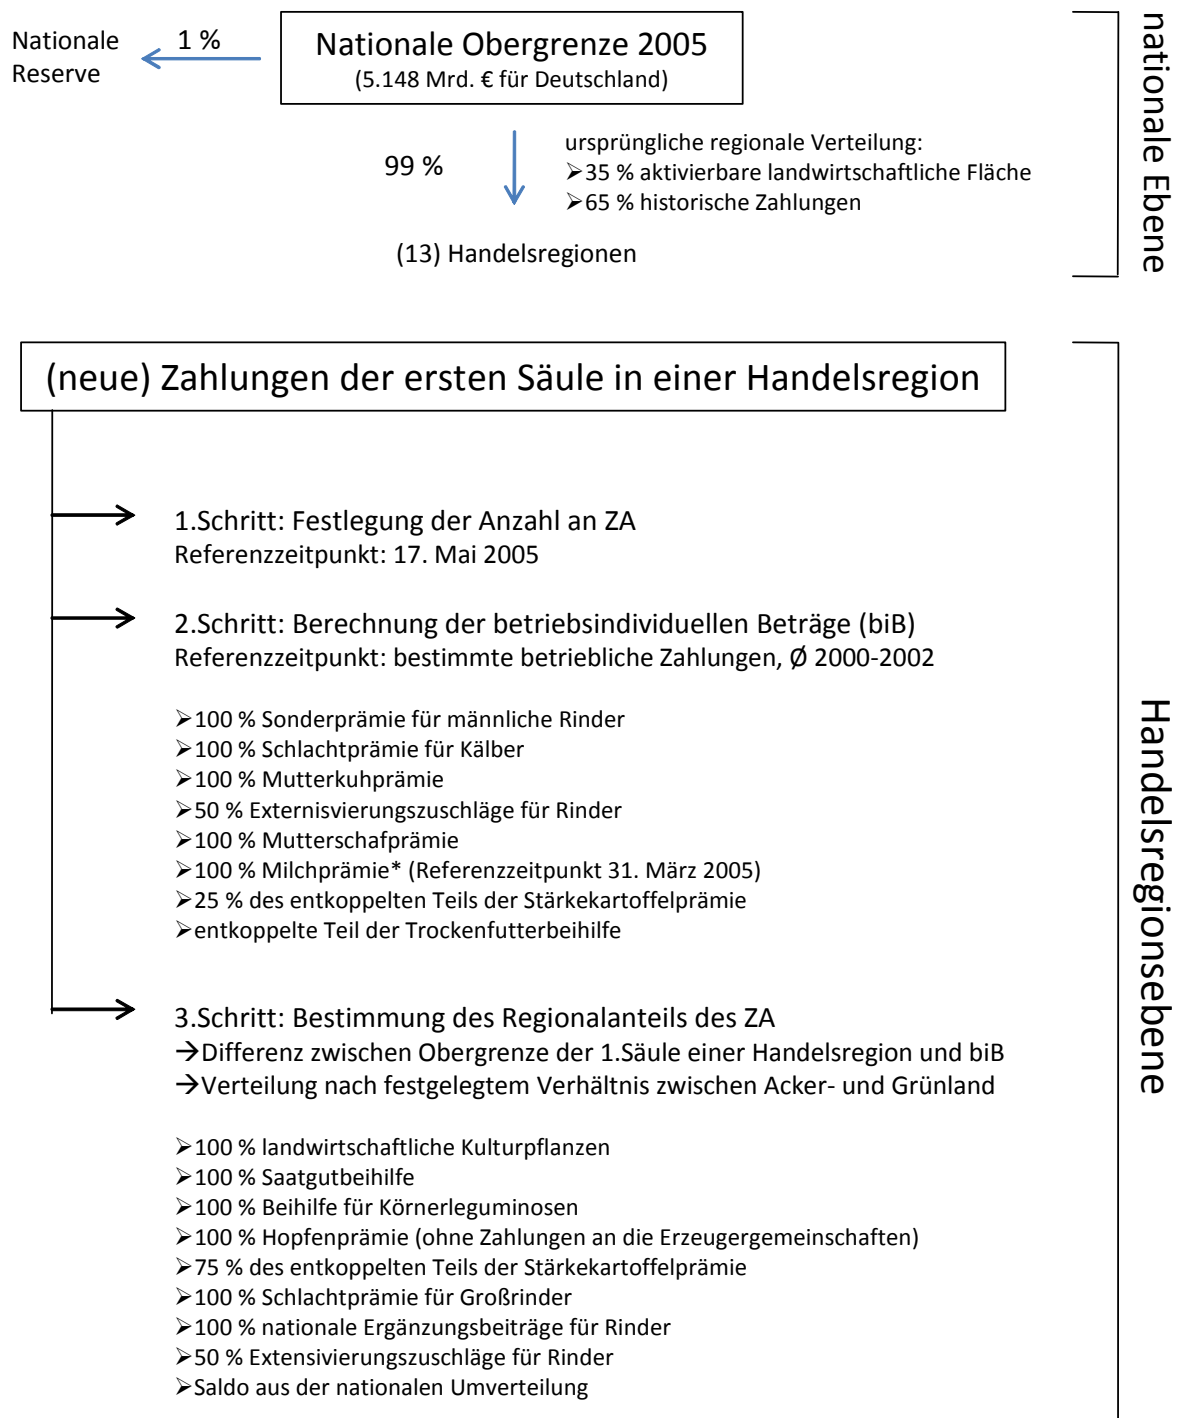 Nationale
Reserve
1 %
Nationale Obergrenze 2005
(5.148 Mrd. € für Deutschland)
99 %
ursprüngliche regionale Verteilung:
➢35 % aktivierbare landwirtschaftliche Fläche
➢65 % historische Zahlungen
(13) Handelsregionen
nationale Ebene
(neue) Zahlungen der ersten Säule in einer Handelsregion
1.Schritt: Festlegung der Anzahl an ZA
Referenzzeitpunkt: 17. Mai 2005
2.Schritt: Berechnung der betriebsindividuellen Beträge (biB)
Referenzzeitpunkt: bestimmte betriebliche Zahlungen, Ø 2000-2002
➢100 % Sonderprämie für männliche Rinder
➢100 % Schlachtprämie für Kälber
➢100 % Mutterkuhprämie
➢50 % Externisvierungszuschläge für Rinder
➢100 % Mutterschafprämie
➢100 % Milchprämie* (Referenzzeitpunkt 31. März 2005)
➢25 % des entkoppelten Teils der Stärkekartoffelprämie
➢entkoppelte Teil der Trockenfutterbeihilfe
3.Schritt: Bestimmung des Regionalanteils des ZA
→Differenz zwischen Obergrenze der 1.Säule einer Handelsregion und biB
→Verteilung nach festgelegtem Verhältnis zwischen Acker- und Grünland
➢100 % landwirtschaftliche Kulturpflanzen
➢100 % Saatgutbeihilfe
➢100 % Beihilfe für Körnerleguminosen
➢100 % Hopfenprämie (ohne Zahlungen an die Erzeugergemeinschaften)
➢75 % des entkoppelten Teils der Stärkekartoffelprämie
➢100 % Schlachtprämie für Großrinder
➢100 % nationale Ergänzungsbeiträge für Rinder
➢50 % Extensivierungszuschläge für Rinder
➢Saldo aus der nationalen Umverteilung
Handelsregionsebene